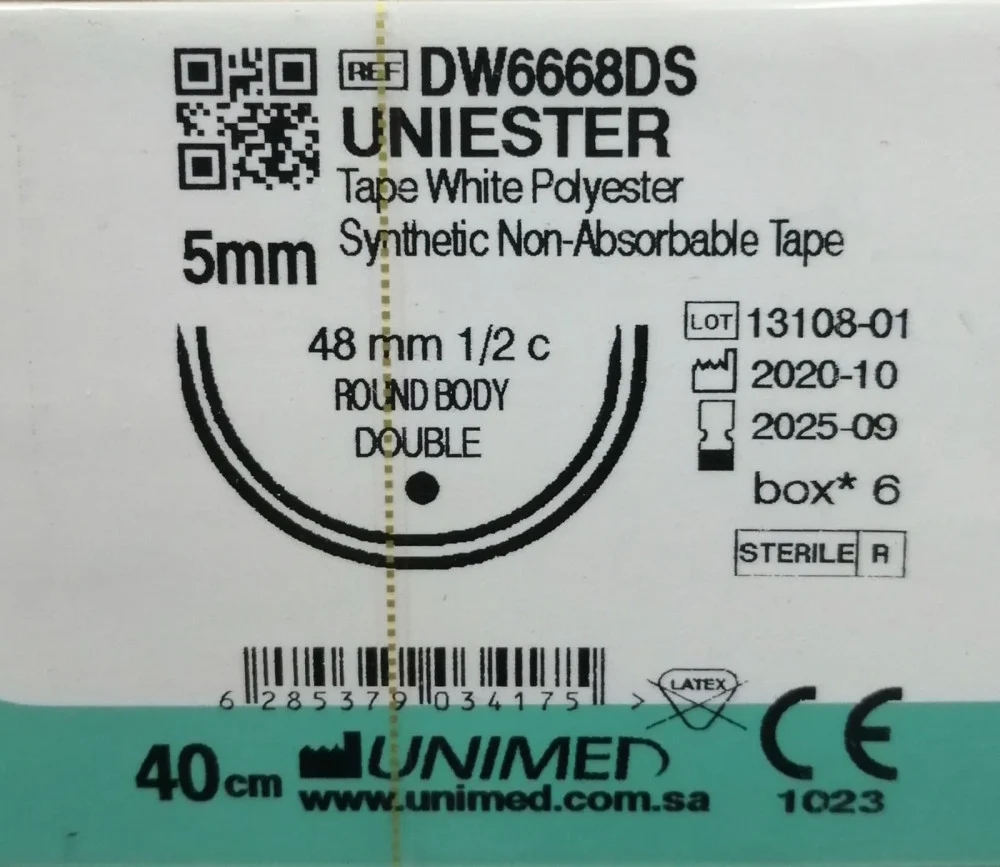 REF DW6668DS
UNIESTER
Tape White Polyester
Synthetic Non-Absorbable Tape
5mm
48 mm 1/2 c
ROUND BODY
DOUBLE
LOT 13108-01
2020-10
2025-09
box* 6
STERILE R
6 285379 034175 >
LATEX
40cm
UNIMED
www.unimed.com.sa
CE
1023